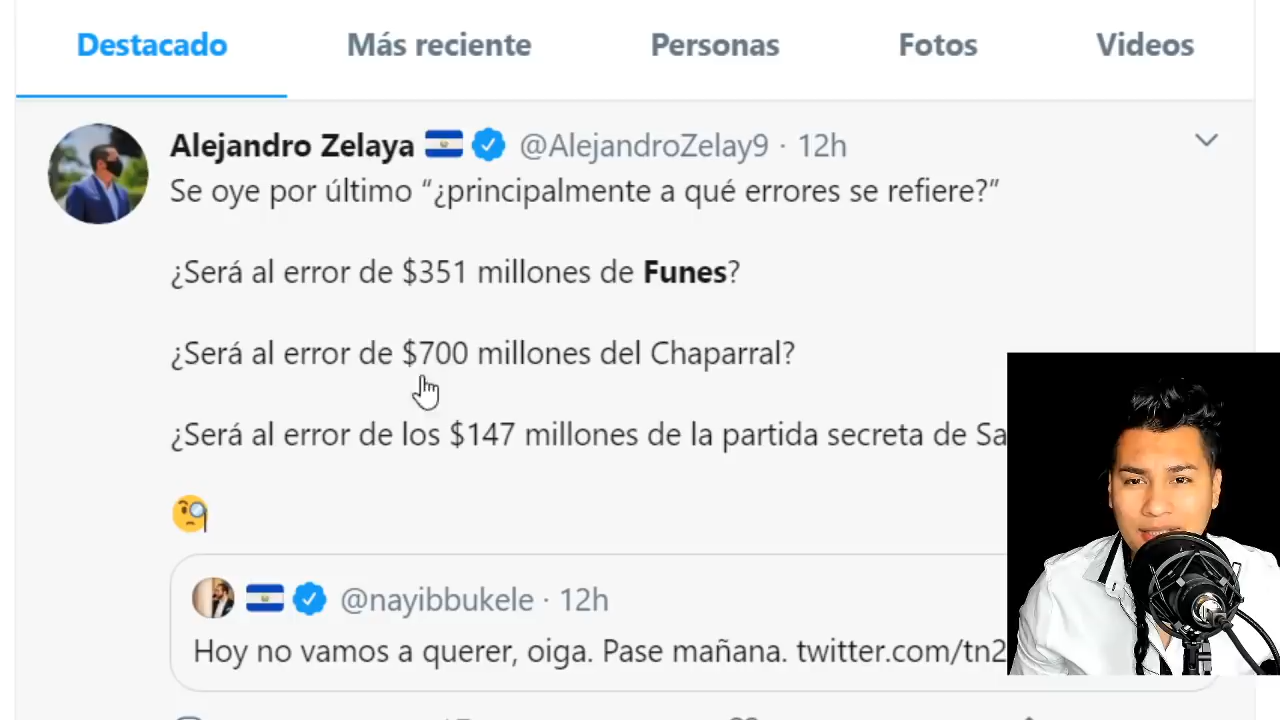 Destacado Más reciente Personas Fotos Videos
Alejandro Zelaya @AlejandroZelay9 · 12h
Se oye por último “¿principalmente a qué errores se refiere?”
¿Será al error de $351 millones de Funes?
¿Será al error de $700 millones del Chaparral?
¿Será al error de los $147 millones de la partida secreta de Sa
@nayibbukele · 12h
Hoy no vamos a querer, oiga. Pase mañana. twitter.com/tn2